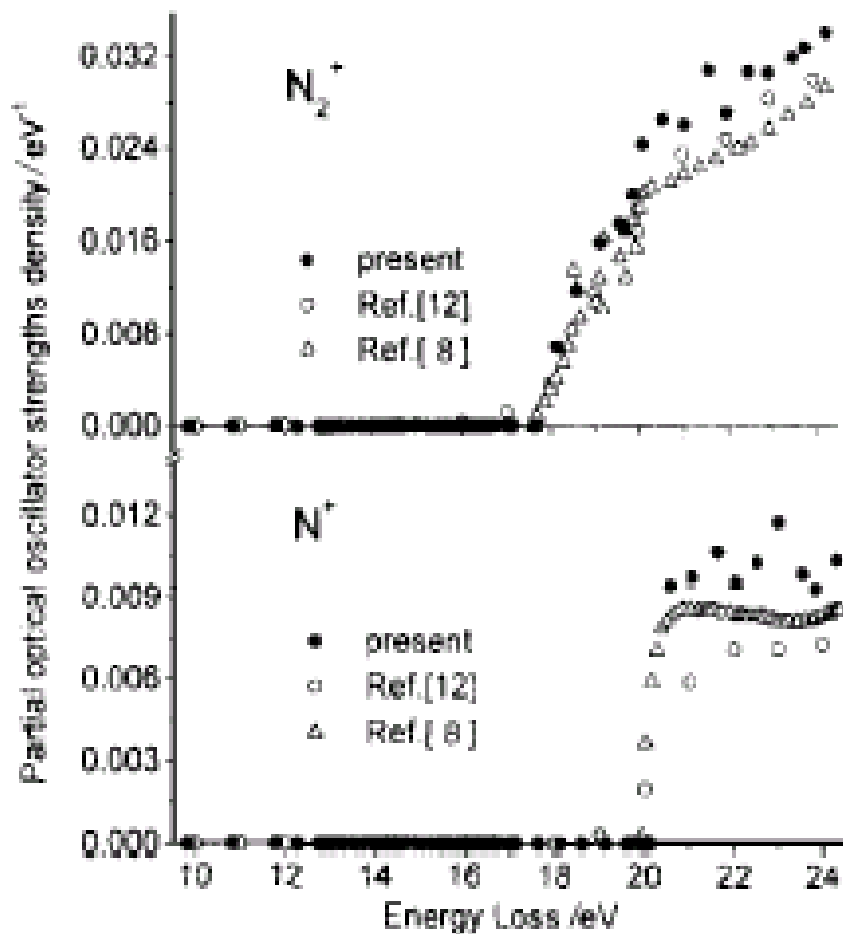 Partial optical oscillator strengths density / eV⁻¹
0.032
0.024
0.016
0.008
0.000
N₂⁺
present
Ref.[12]
Ref.[ 8 ]
0.012
0.009
0.006
0.003
0.000
N⁺
present
Ref.[12]
Ref.[ 8 ]
10 12 14 16 18 20 22 24
Energy Loss /eV